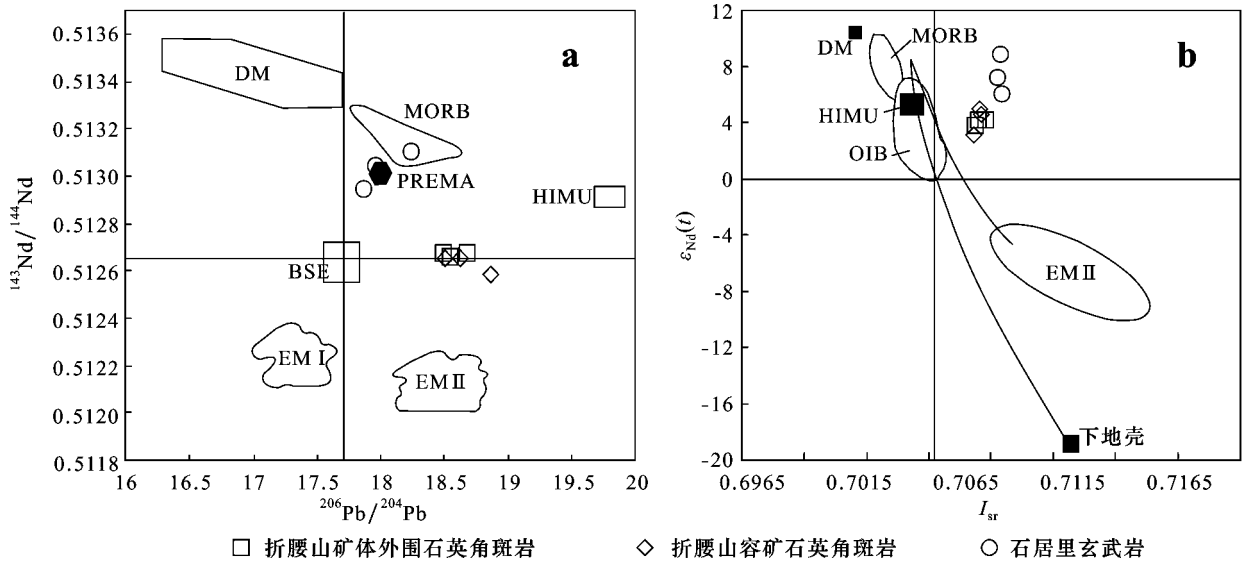 a
0.5136
0.5134
0.5132
0.5130
0.5128
0.5126
0.5124
0.5122
0.5120
0.5118
¹⁴³Nd/¹⁴⁴Nd
DM
MORB
PREMA
HIMU
BSE
EM I
EM II
16 16.5 17 17.5 18 18.5 19 19.5 20
²⁰⁶Pb/²⁰⁴Pb
b
12
8
4
0
-4
-8
-12
-16
-20
εNd(t)
DM
MORB
HIMU
OIB
EM II
下地壳
0.6965 0.7015 0.7065 0.7115 0.7165
Isr
折腰山矿体外围石英角斑岩 折腰山容矿石英角斑岩 石居里玄武岩